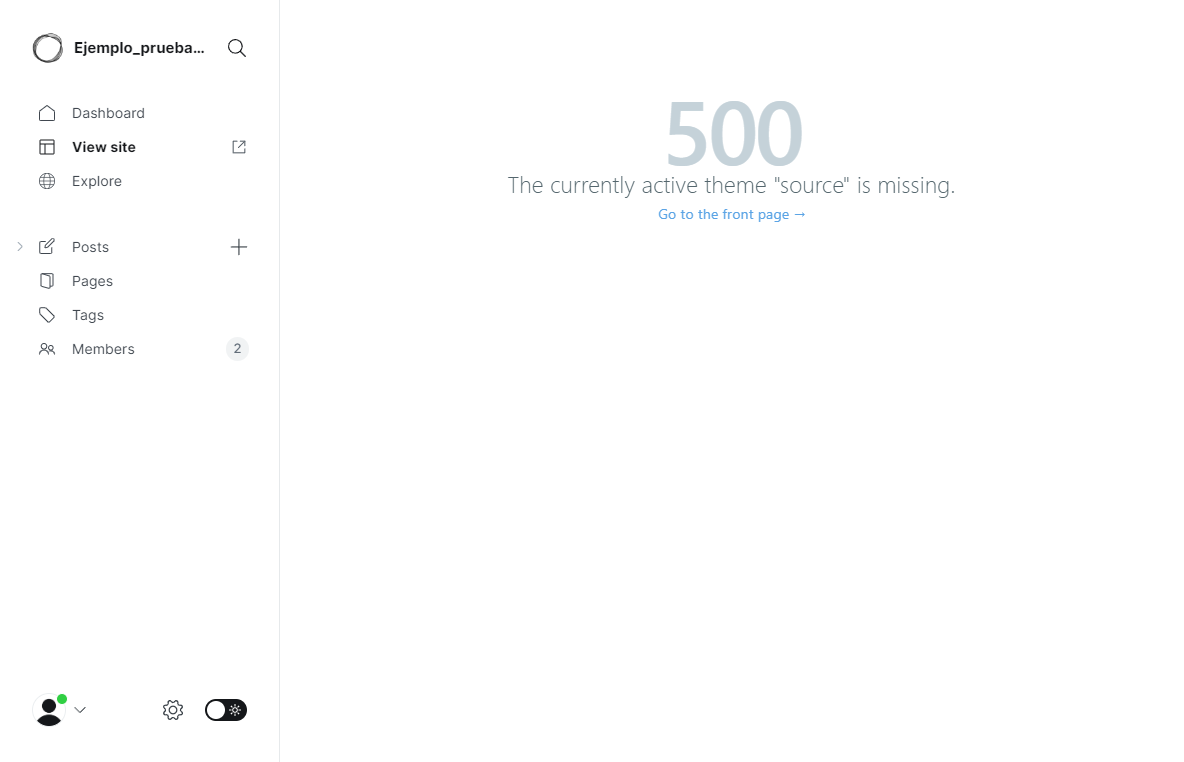 Ejemplo_prueba...
Dashboard
View site
Explore
Posts
Pages
Tags
Members 2
500
The currently active theme "source" is missing.
Go to the front page →